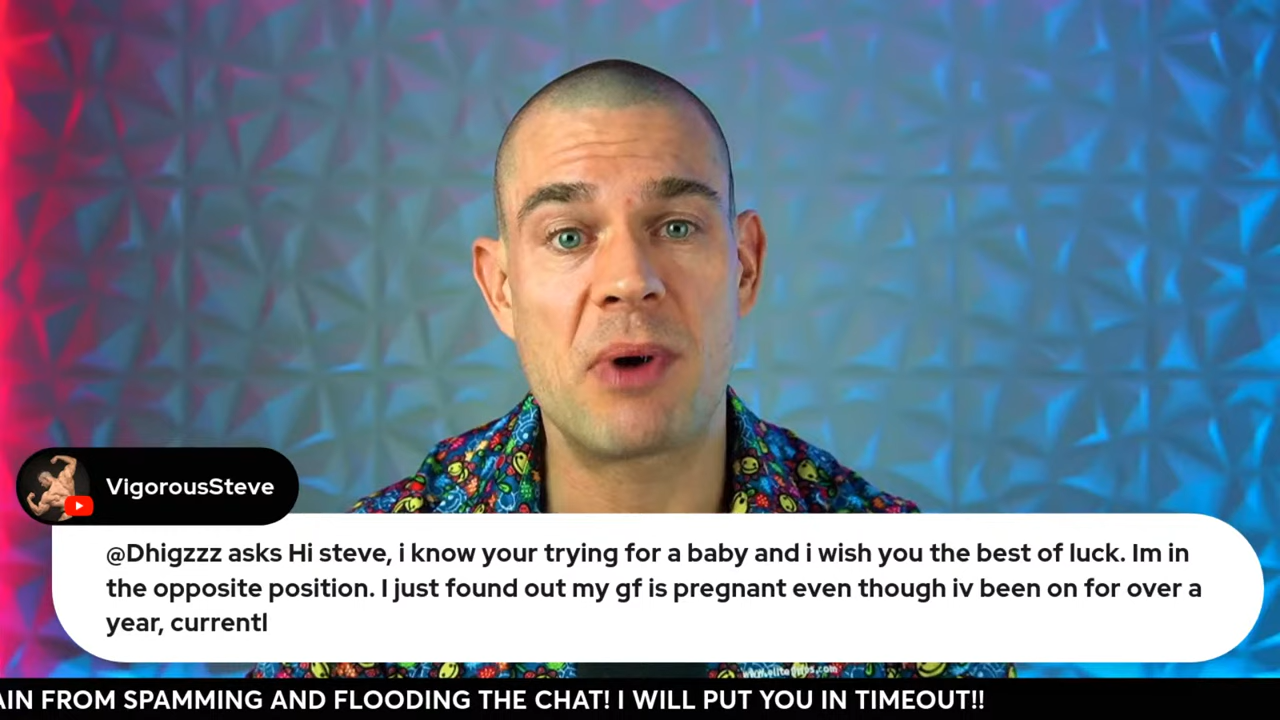 VigorousSteve
@Dhigzzz asks Hi steve, i know your trying for a baby and i wish you the best of luck. Im in
the opposite position. I just found out my gf is pregnant even though iv been on for over a
year, currentl
AIN FROM SPAMMING AND FLOODING THE CHAT! I WILL PUT YOU IN TIMEOUT!!